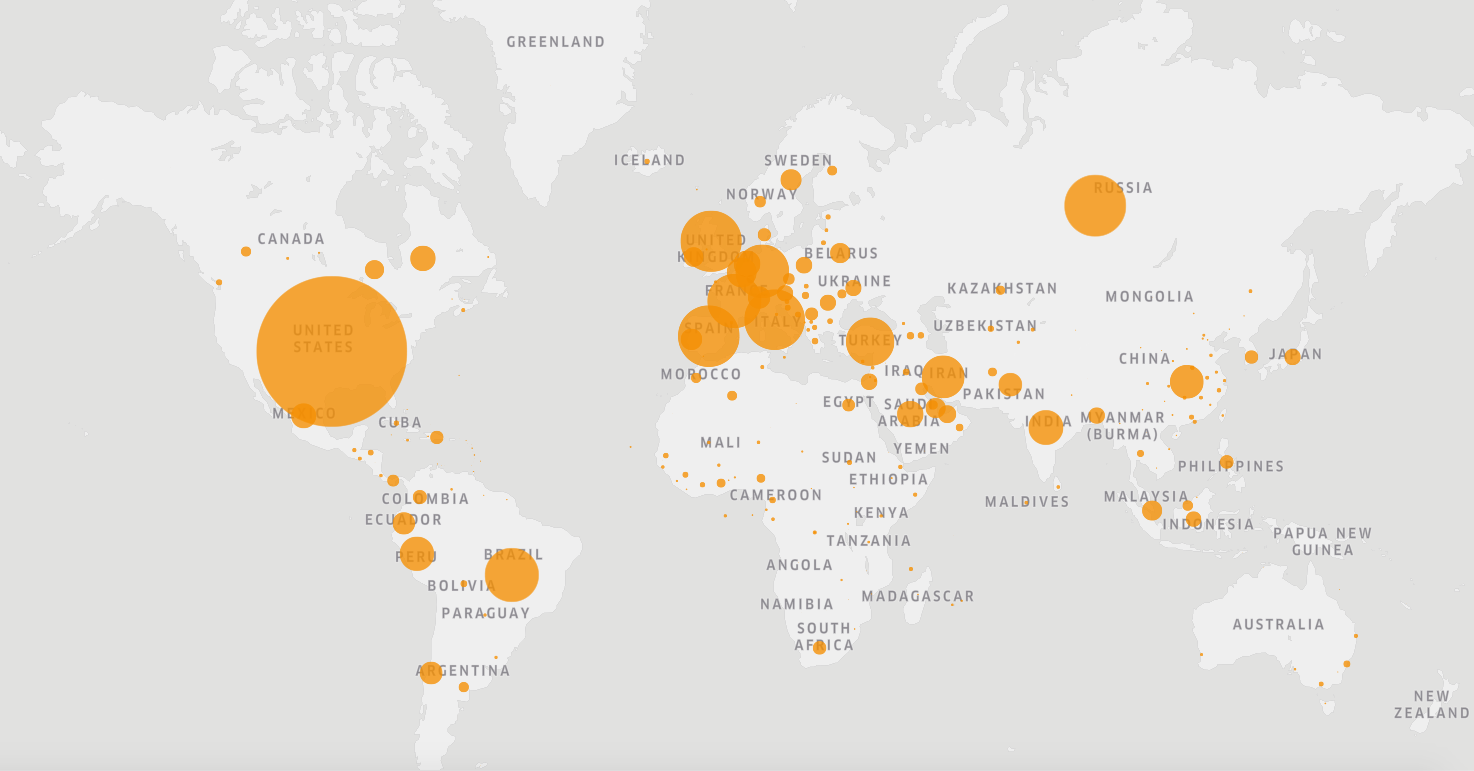 GREENLAND
ICELAND
SWEDEN
NORWAY
RUSSIA
CANADA
UNITED
KINGDOM
BELARUS
UKRAINE
FRANCE
KAZAKHSTAN
MONGOLIA
UNITED
STATES
SPAIN
ITALY
UZBEKISTAN
TURKEY
CHINA
JAPAN
MOROCCO
IRAQ
IRAN
PAKISTAN
MEXICO
CUBA
EGYPT
SAUDI
ARABIA
INDIA
MYANMAR
(BURMA)
MALI
YEMEN
SUDAN
PHILIPPINES
ETHIOPIA
COLOMBIA
CAMEROON
MALDIVES
MALAYSIA
ECUADOR
KENYA
INDONESIA
PAPUA NEW
GUINEA
TANZANIA
PERU
BRAZIL
ANGOLA
BOLIVIA
MADAGASCAR
PARAGUAY
NAMIBIA
AUSTRALIA
SOUTH
AFRICA
ARGENTINA
NEW
ZEALAND